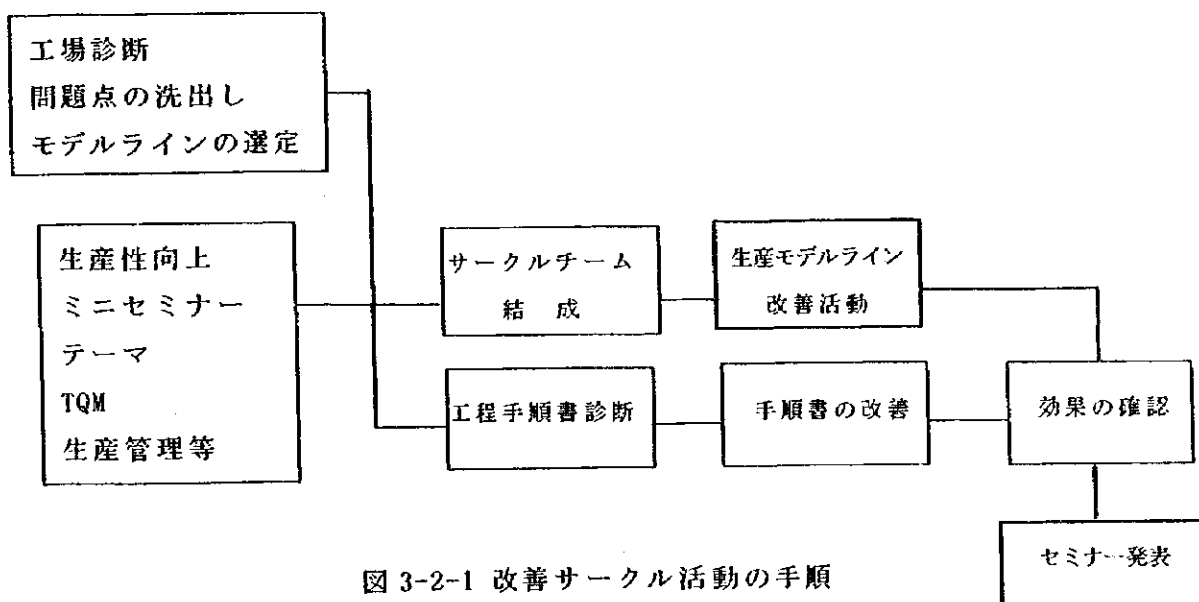 工場診断
問題点の洗出し
モデルラインの選定
生産性向上
ミニセミナー
テーマ
TQM
生産管理等
サークルチーム
結 成
生産モデルライン
改善活動
工程手順書診断
手順書の改善
効果の確認
セミナー発表
図 3-2-1 改善サークル活動の手順